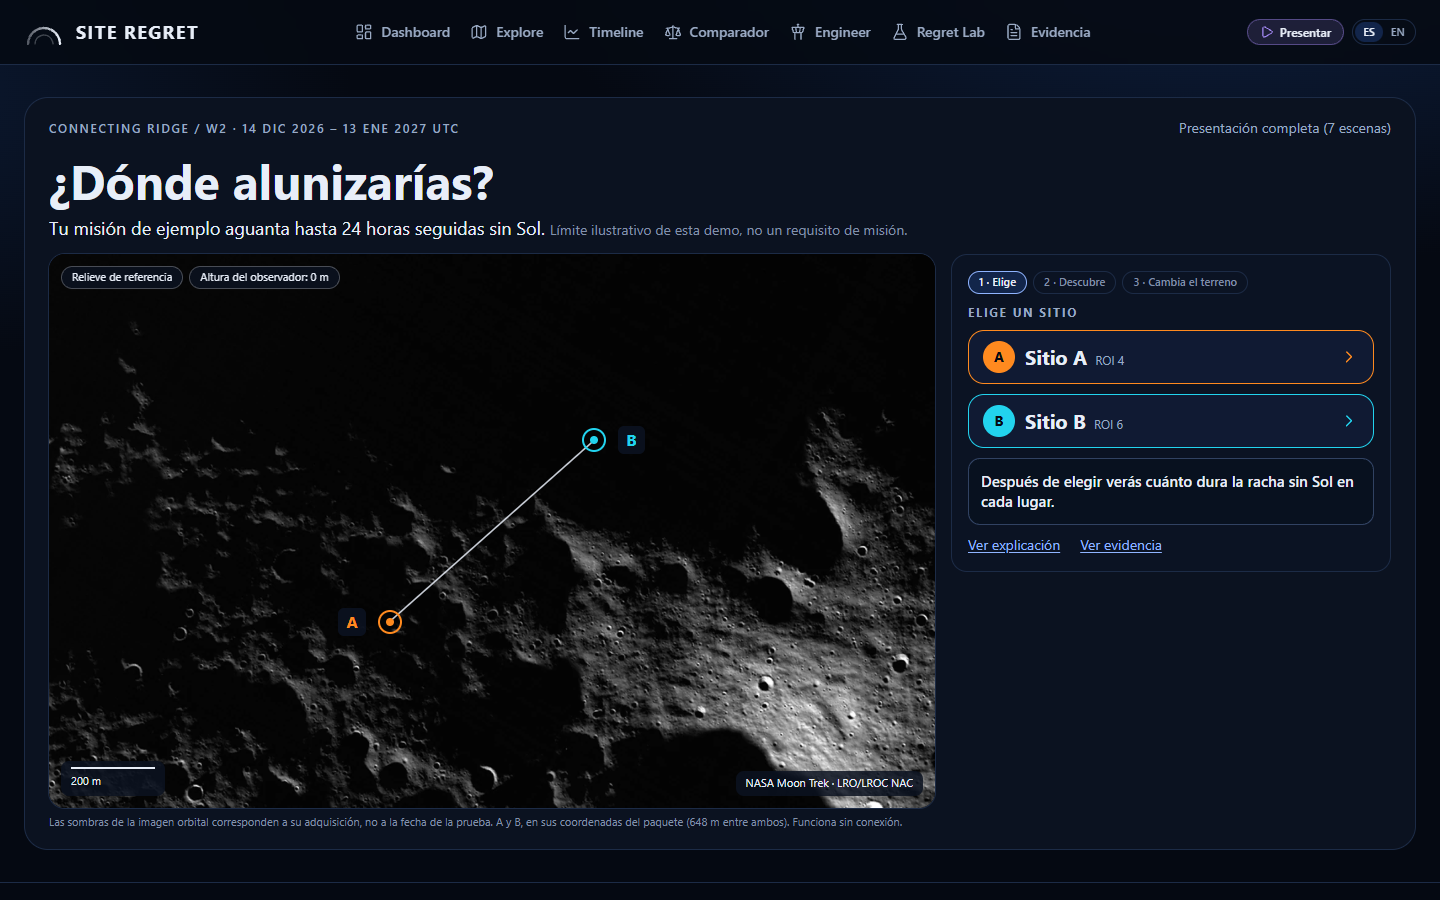 SITE REGRET
Dashboard
Explore
Timeline
Comparador
Engineer
Regret Lab
Evidencia
Presentar
ES
EN
CONNECTING RIDGE / W2 · 14 DIC 2026 – 13 ENE 2027 UTC
Presentación completa (7 escenas)
¿Dónde alunizarías?
Tu misión de ejemplo aguanta hasta 24 horas seguidas sin Sol. Límite ilustrativo de esta demo, no un requisito de misión.
Relieve de referencia
Altura del observador: 0 m
B
A
200 m
NASA Moon Trek · LRO/LROC NAC
1 · Elige
2 · Descubre
3 · Cambia el terreno
ELIGE UN SITIO
A
Sitio A ROI 4
B
Sitio B ROI 6
Después de elegir verás cuánto dura la racha sin Sol en
cada lugar.
Ver explicación
Ver evidencia
Las sombras de la imagen orbital corresponden a su adquisición, no a la fecha de la prueba. A y B, en sus coordenadas del paquete (648 m entre ambos). Funciona sin conexión.